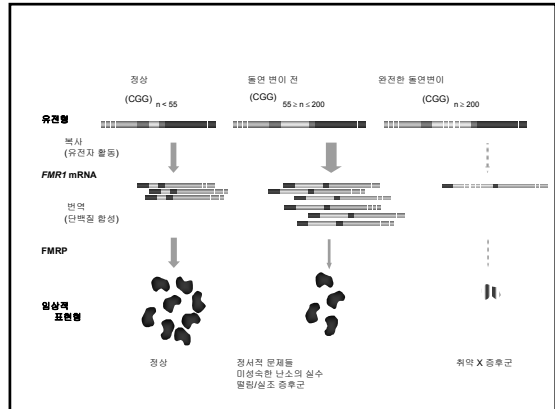 정상 돌연 변이 전 완전한 돌연변이
(CGG) n < 55 (CGG) 55 ≥ n ≤ 200 (CGG) n ≥ 200
유전형
복사
(유전자 활동)
FMR1 mRNA
번역
(단백질 합성)
FMRP
임상적
표현형
정상 정서적 문제들 취약 X 증후군
미성숙한 난소의 실수
떨림/실조 증후군